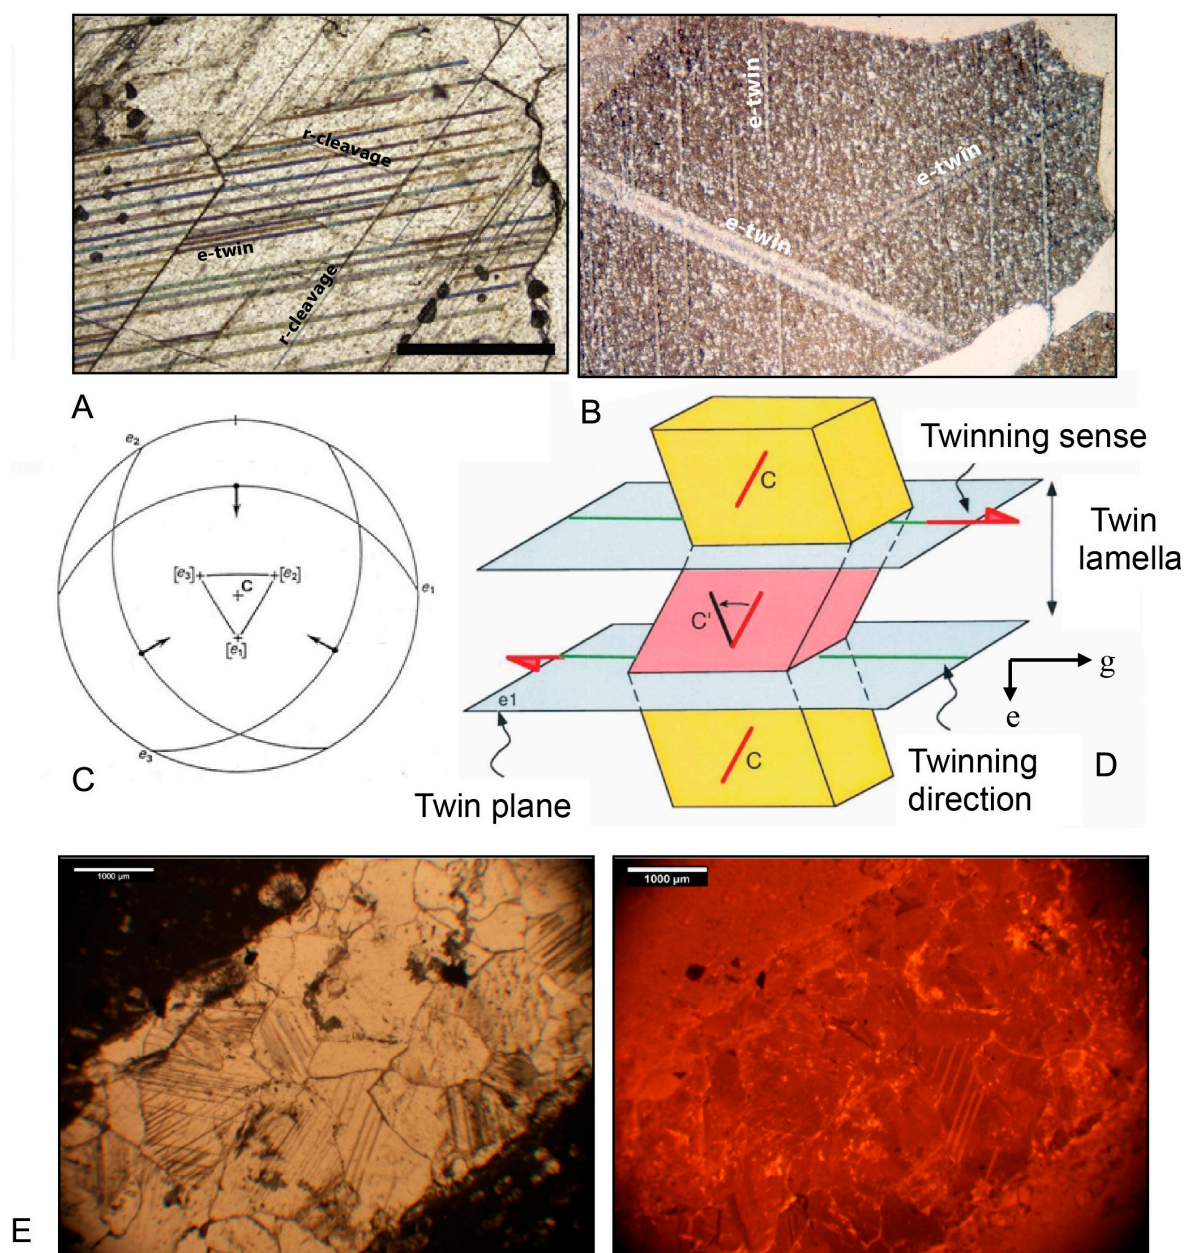 r-cleavage
e-twin
r-cleavage
e-twin
e-twin
e-twin
A
B
e₂
[e₃]
[e₂]
C
[e₁]
e₁
e₃
C
C
Twinning sense
Twin
lamella
C'
g
e
e1
C
Twin plane
Twinning
direction
D
1000 µm
1000 µm
E